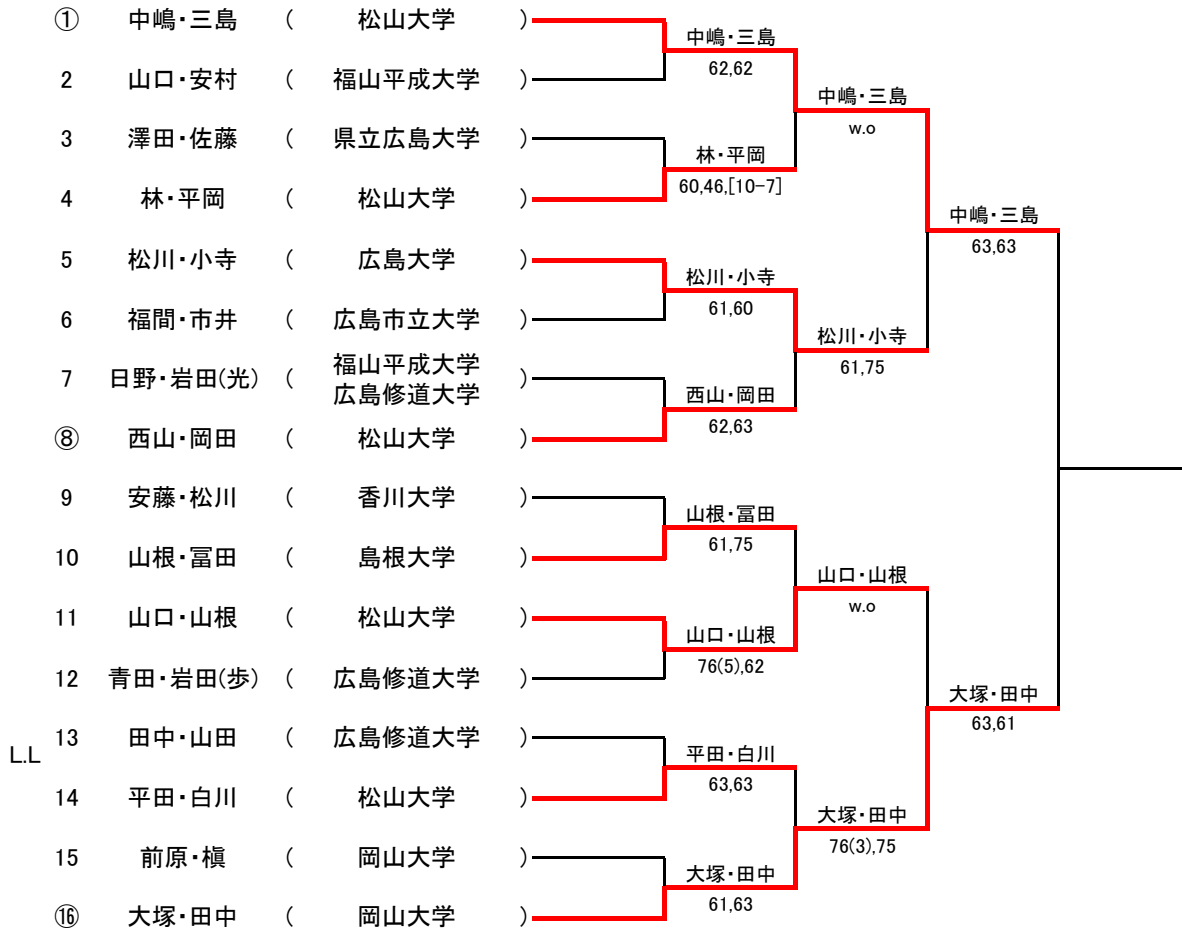 ① 中嶋・三島 ( 松山大学 )
2 山口・安村 ( 福山平成大学 )
3 澤田・佐藤 ( 県立広島大学 )
4 林・平岡 ( 松山大学 )
5 松川・小寺 ( 広島大学 )
6 福間・市井 ( 広島市立大学 )
7 日野・岩田(光) ( 福山平成大学
広島修道大学 )
⑧ 西山・岡田 ( 松山大学 )
9 安藤・松川 ( 香川大学 )
10 山根・冨田 ( 島根大学 )
11 山口・山根 ( 松山大学 )
12 青田・岩田(歩) ( 広島修道大学 )
L.L 13 田中・山田 ( 広島修道大学 )
14 平田・白川 ( 松山大学 )
15 前原・槇 ( 岡山大学 )
⑯ 大塚・田中 ( 岡山大学 )
中嶋・三島
62,62
林・平岡
60,46,[10-7]
松川・小寺
61,60
西山・岡田
62,63
山根・冨田
61,75
山口・山根
76(5),62
平田・白川
63,63
大塚・田中
61,63
中嶋・三島
w.o
松川・小寺
61,75
山口・山根
w.o
大塚・田中
76(3),75
中嶋・三島
63,63
大塚・田中
63,61